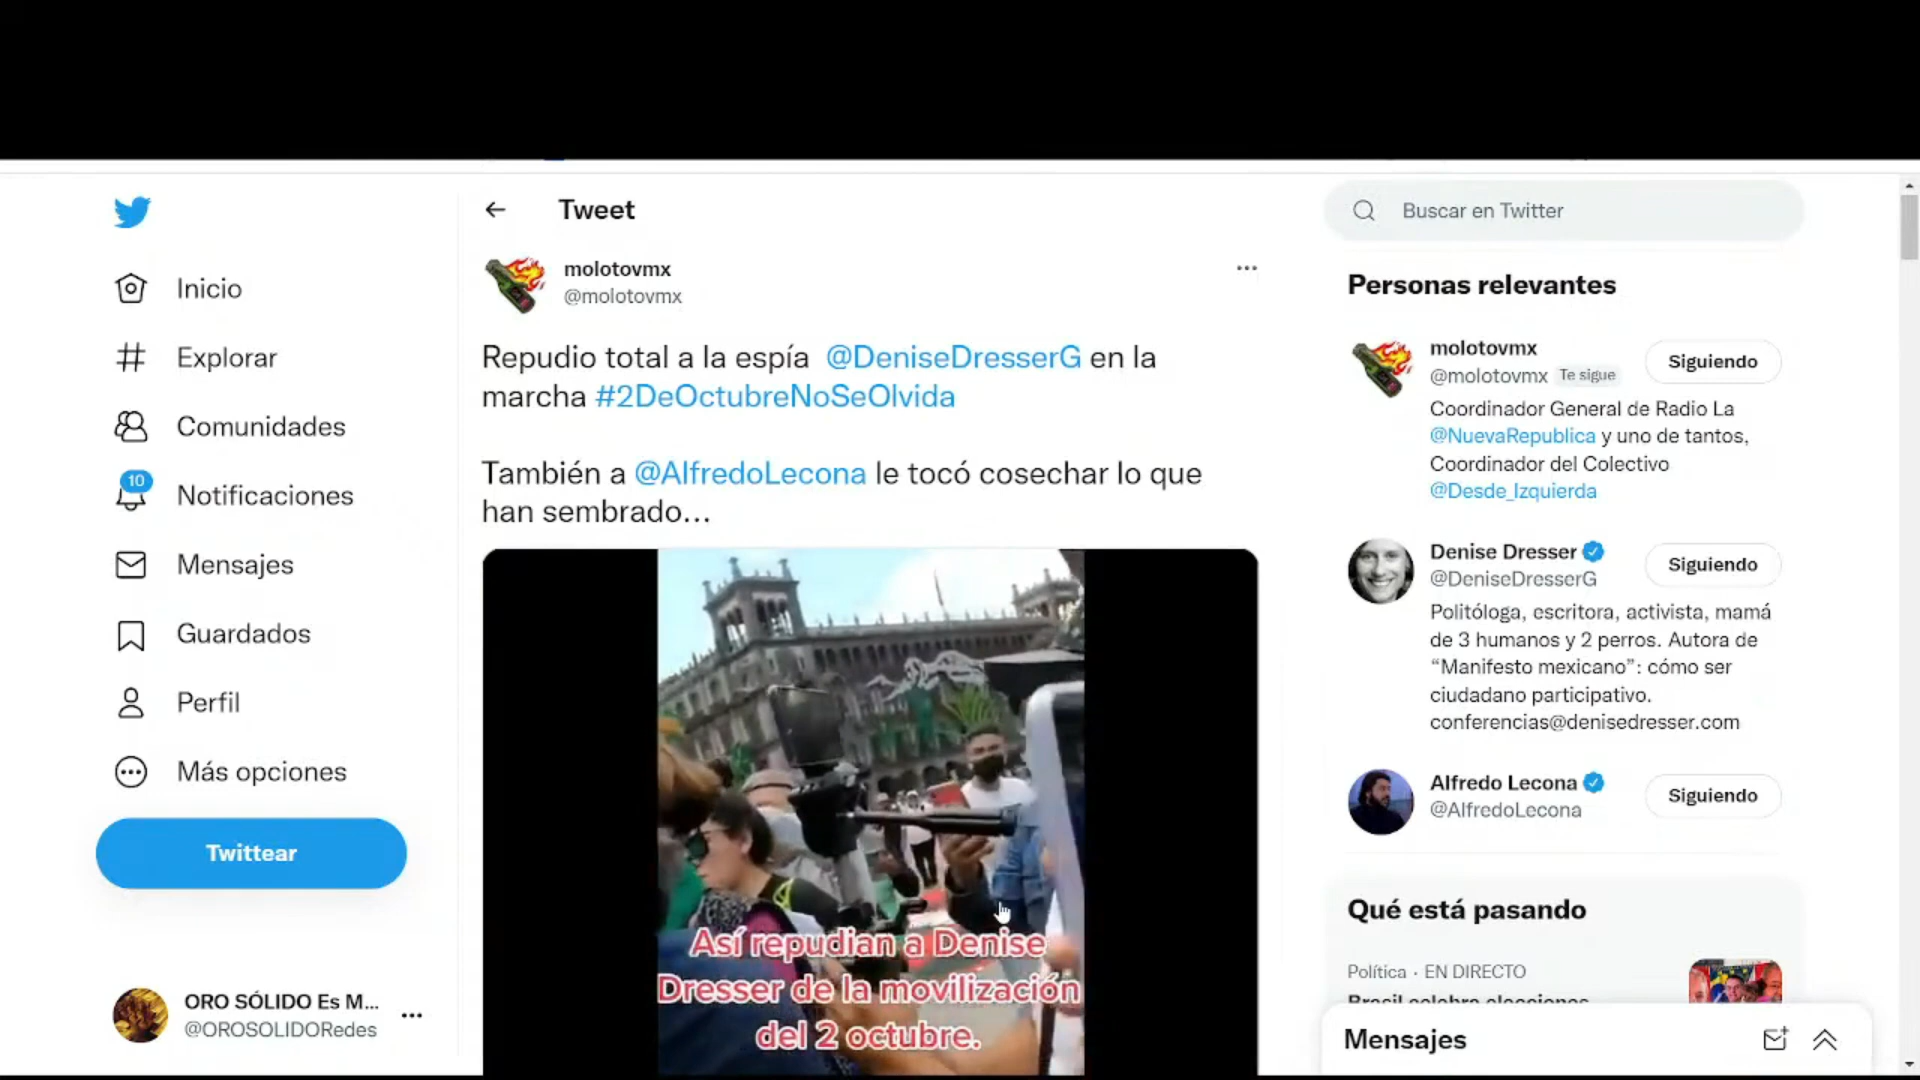 Tweet
Buscar en Twitter
Inicio
Explorar
Comunidades
10
Notificaciones
Mensajes
Guardados
Perfil
Más opciones
Twittear
ORO SÓLIDO Es M...
@OROSOLIDORedes
molotovmx
@molotovmx
Repudio total a la espía @DeniseDresserG en la
marcha #2DeOctubreNoSeOlvida
También a @AlfredoLecona le tocó cosechar lo que
han sembrado...
Así repudian a Denise
Dresser de la movilización
del 2 octubre.
Personas relevantes
molotovmx
@molotovmx Te sigue
Siguiendo
Coordinador General de Radio La
@NuevaRepublica y uno de tantos,
Coordinador del Colectivo
@Desde_Izquierda
Denise Dresser
@DeniseDresserG
Siguiendo
Politóloga, escritora, activista, mamá
de 3 humanos y 2 perros. Autora de
“Manifesto mexicano”: cómo ser
ciudadano participativo.
conferencias@denisedresser.com
Alfredo Lecona
@AlfredoLecona
Siguiendo
Qué está pasando
Política · EN DIRECTO
Brasil celebra elecciones
Mensajes